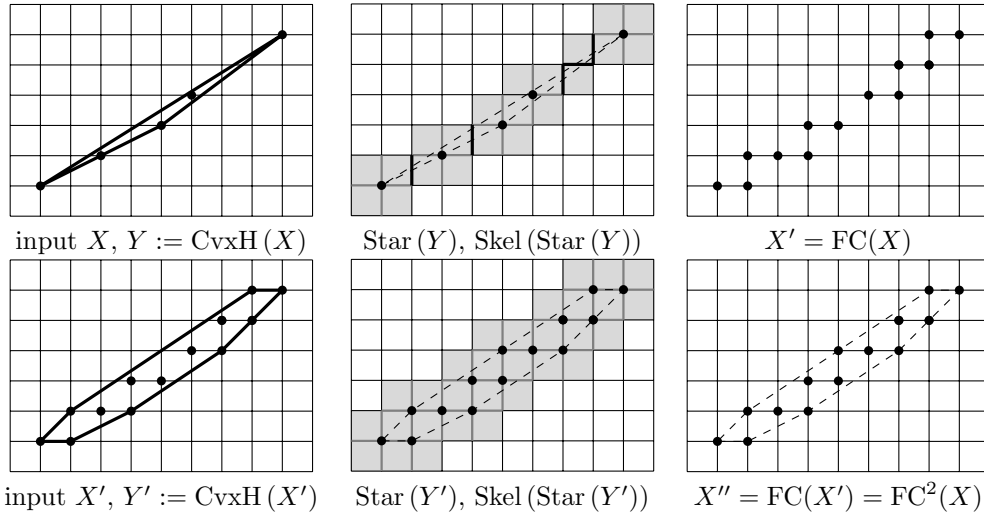 input X, Y := CvxH (X)
Star (Y), Skel (Star (Y))
X′ = FC(X)
input X′, Y′ := CvxH (X′)
Star (Y′), Skel (Star (Y′))
X′′ = FC(X′) = FC²(X)